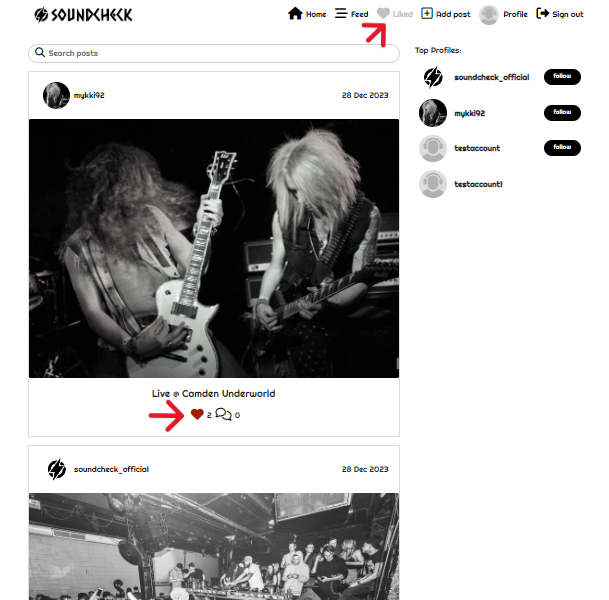 SOUNDCHECK
Home Feed Liked Add post Profile Sign out
Search posts
mykki92 28 Dec 2023
Live @ Camden Underworld
2 0
soundcheck_official 28 Dec 2023
Top Profiles:
soundcheck_official follow
mykki92 follow
testaccount follow
testaccount1